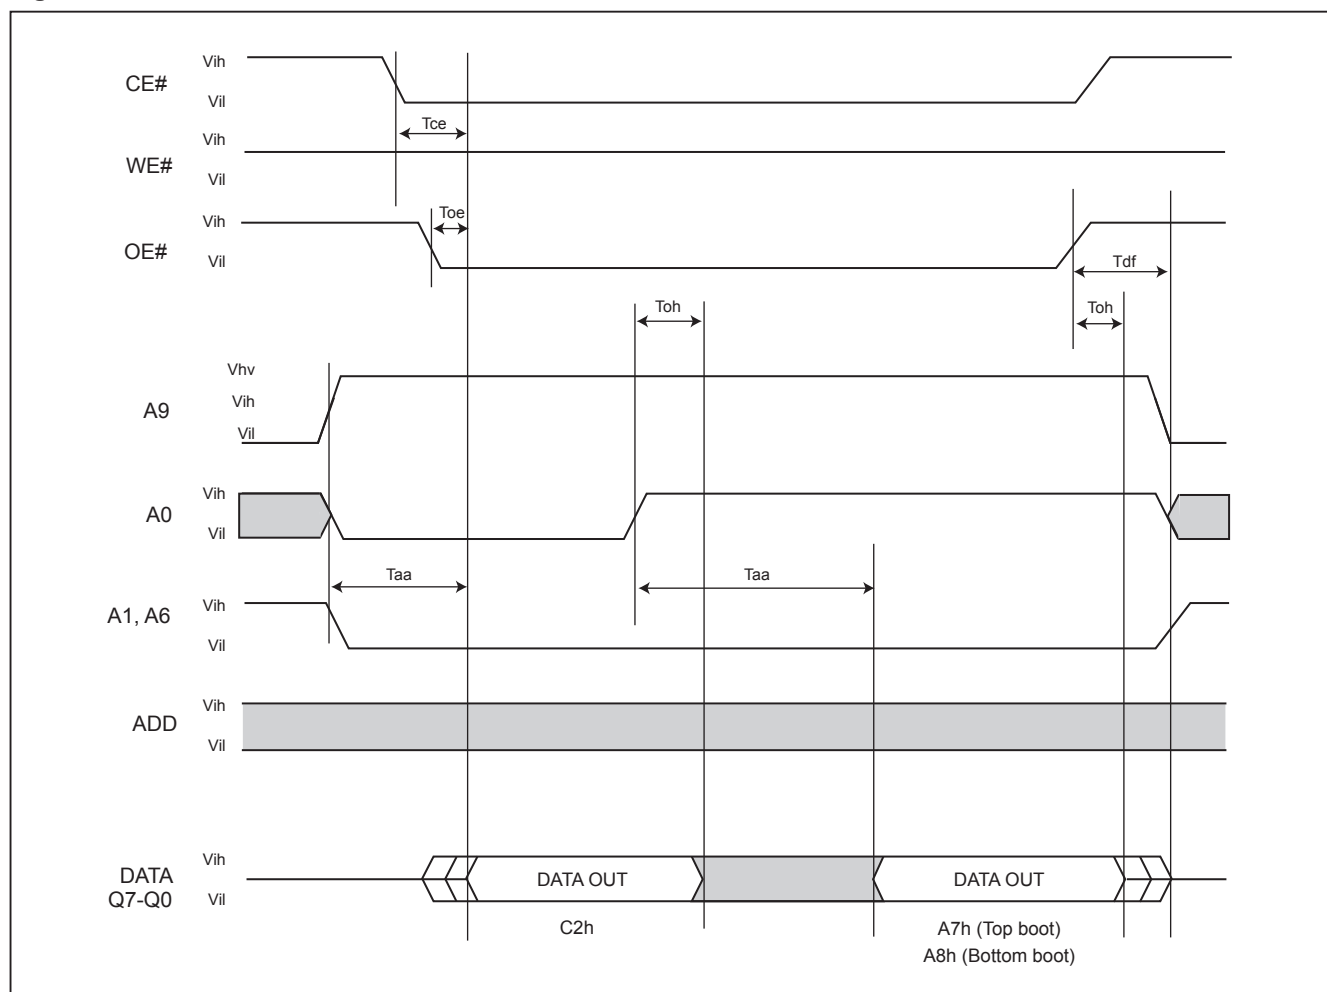 Vih
CE#
Vil
Tce
Vih
WE#
Vil
Toe
Vih
OE#
Vil
Tdf
Toh
Toh
Vhv
Vih
A9
Vil
Vih
A0
Vil
Taa
Taa
Vih
A1, A6
Vil
Vih
ADD
Vil
Vih
DATA
Q7-Q0
Vil
DATA OUT
DATA OUT
C2h
A7h (Top boot)
A8h (Bottom boot)